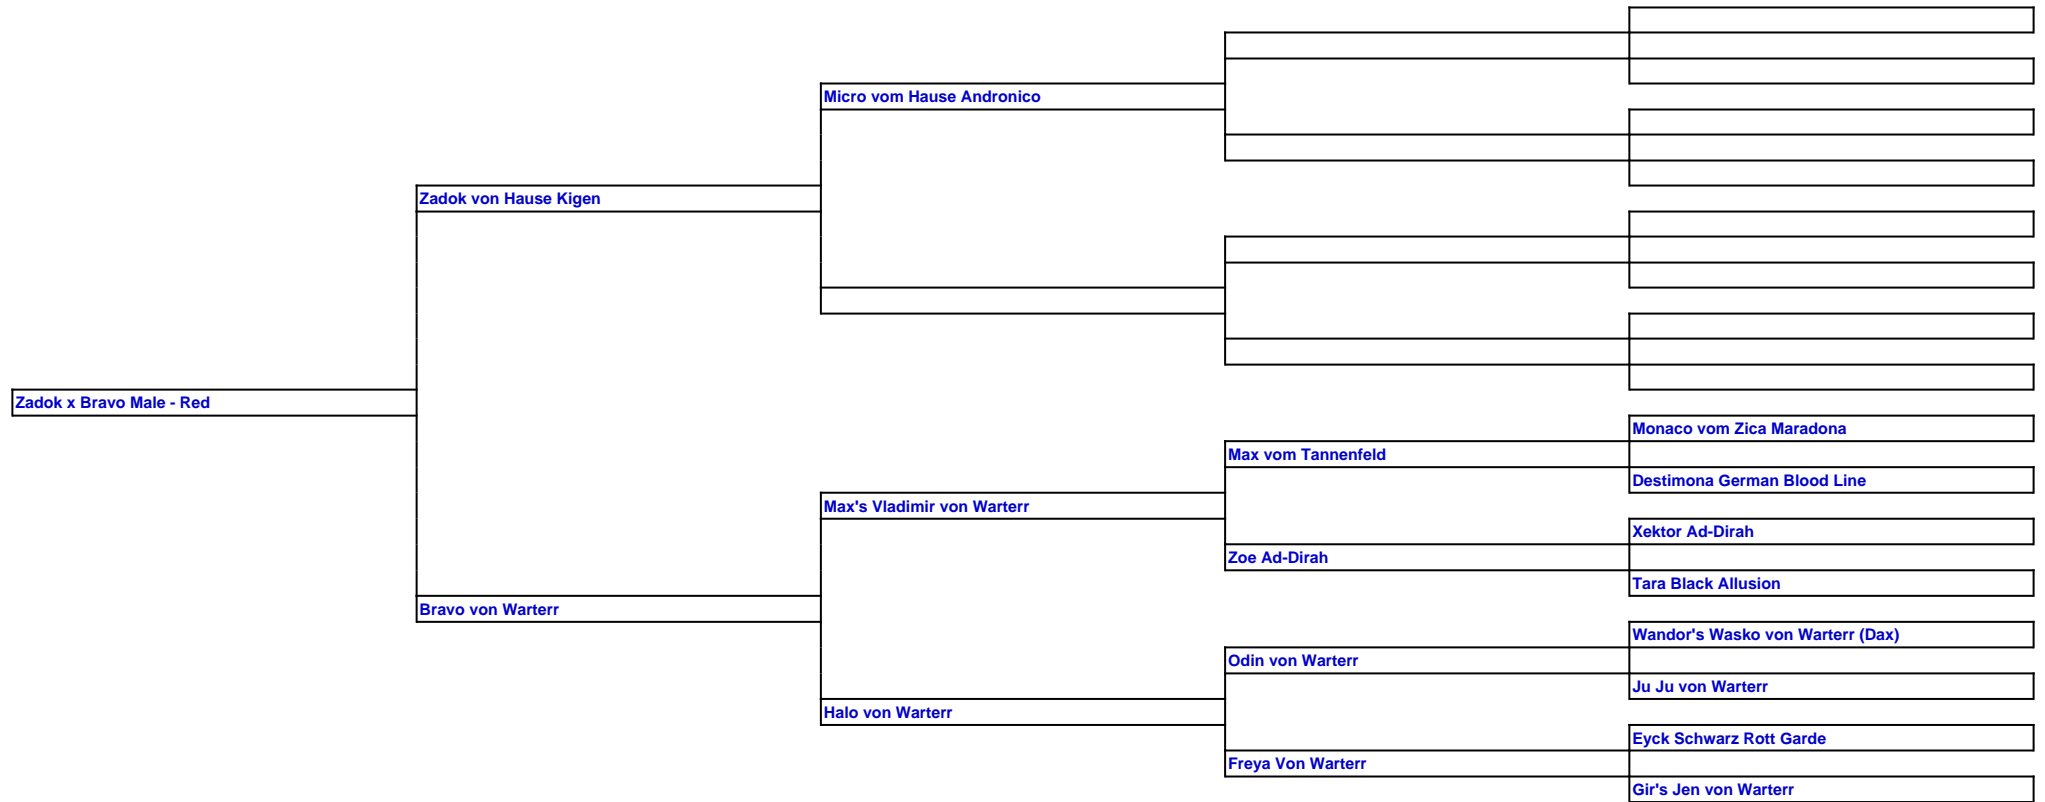 Micro vom Hause Andronico
Zadok von Hause Kigen
Zadok x Bravo Male - Red
Monaco vom Zica Maradona
Max vom Tannenfeld
Destimona German Blood Line
Max's Vladimir von Warterr
Xektor Ad-Dirah
Zoe Ad-Dirah
Tara Black Allusion
Bravo von Warterr
Wandor's Wasko von Warterr (Dax)
Odin von Warterr
Ju Ju von Warterr
Halo von Warterr
Eyck Schwarz Rott Garde
Freya Von Warterr
Gir's Jen von Warterr